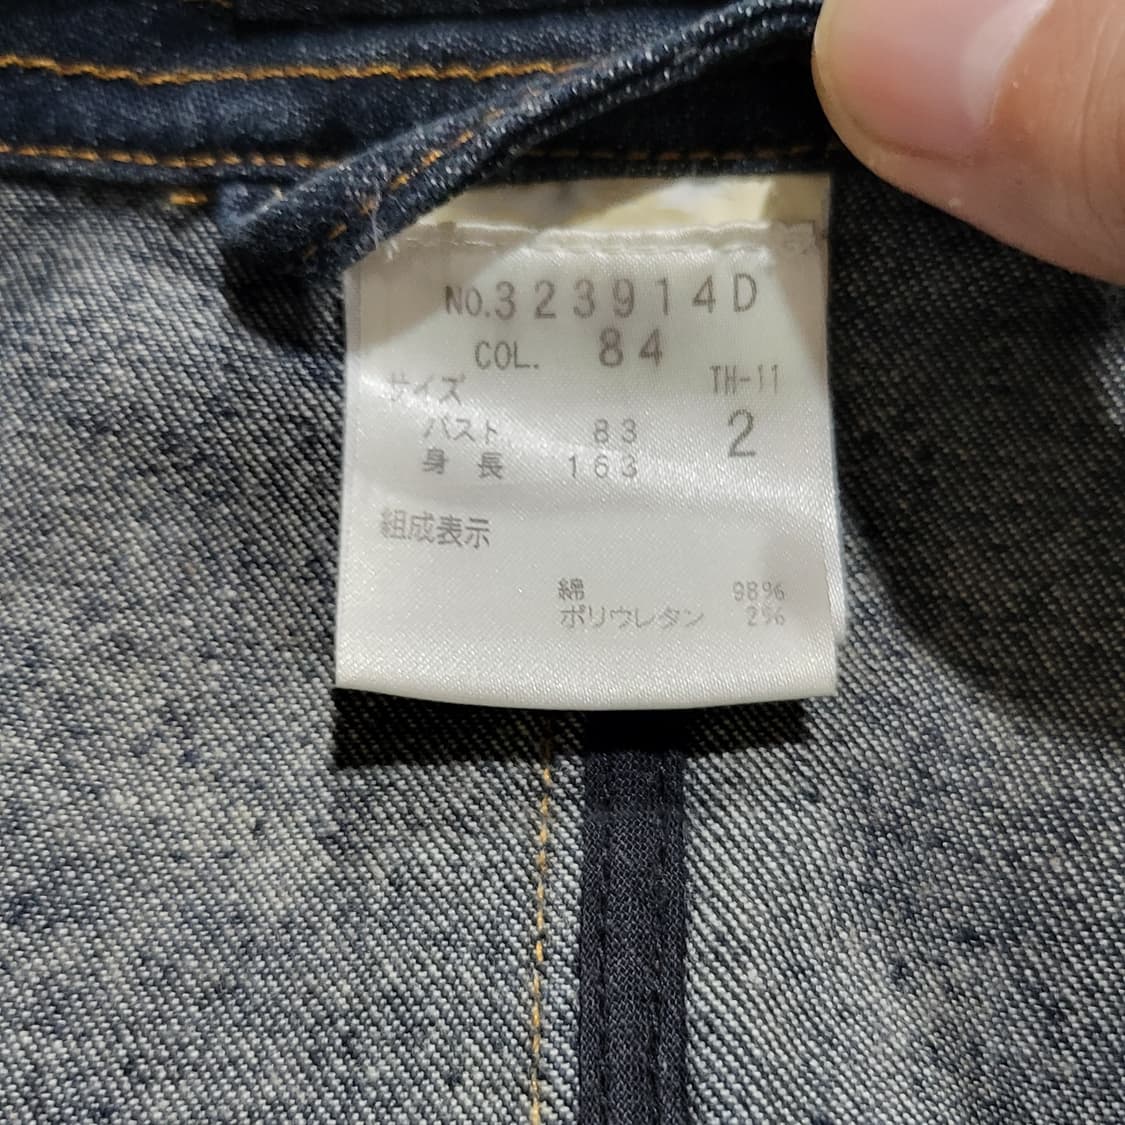 NO.323914D
COL. 84
サイズ TH-11
バスト 83 2
身長 163
組成表示
綿 98%
ポリウレタン 2%